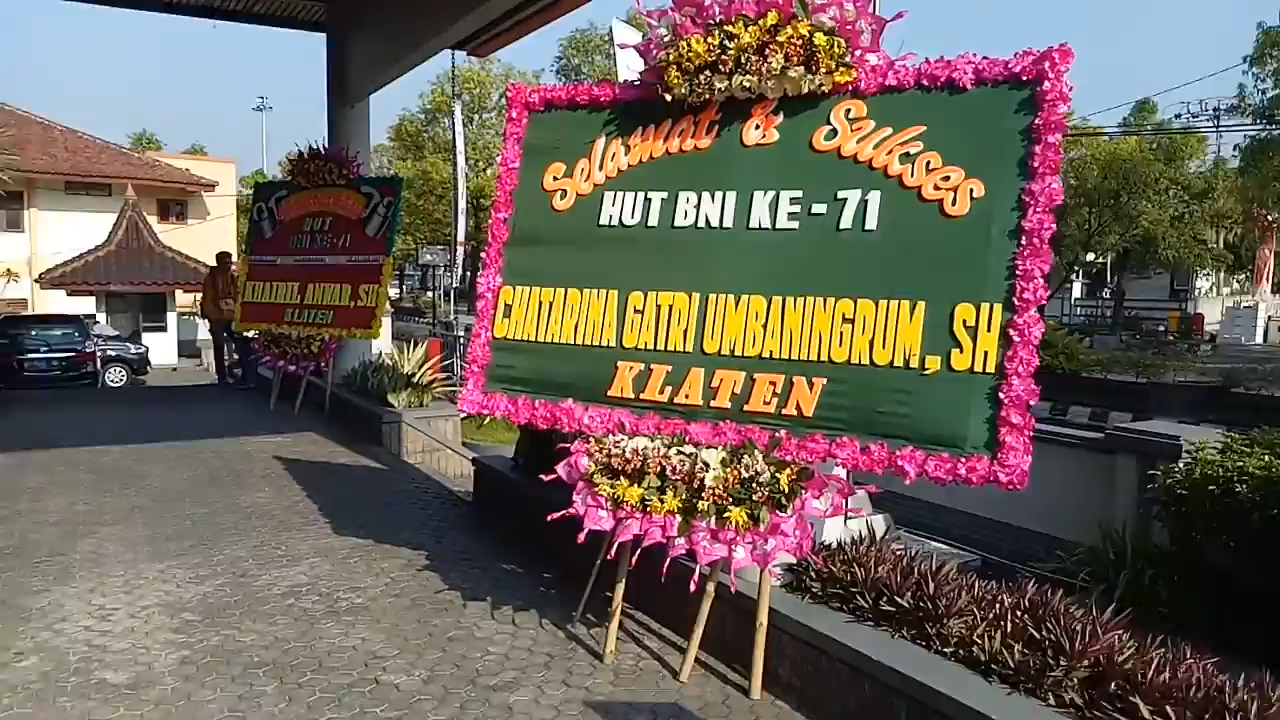 Selamat & Sukses
HUT BNI KE-71
CHATARINA GATRI UMBANINGRUM, SH
KLATEN
HUT
BNI KE-71
KHAIRIL ANWAR, SH
KLATEN